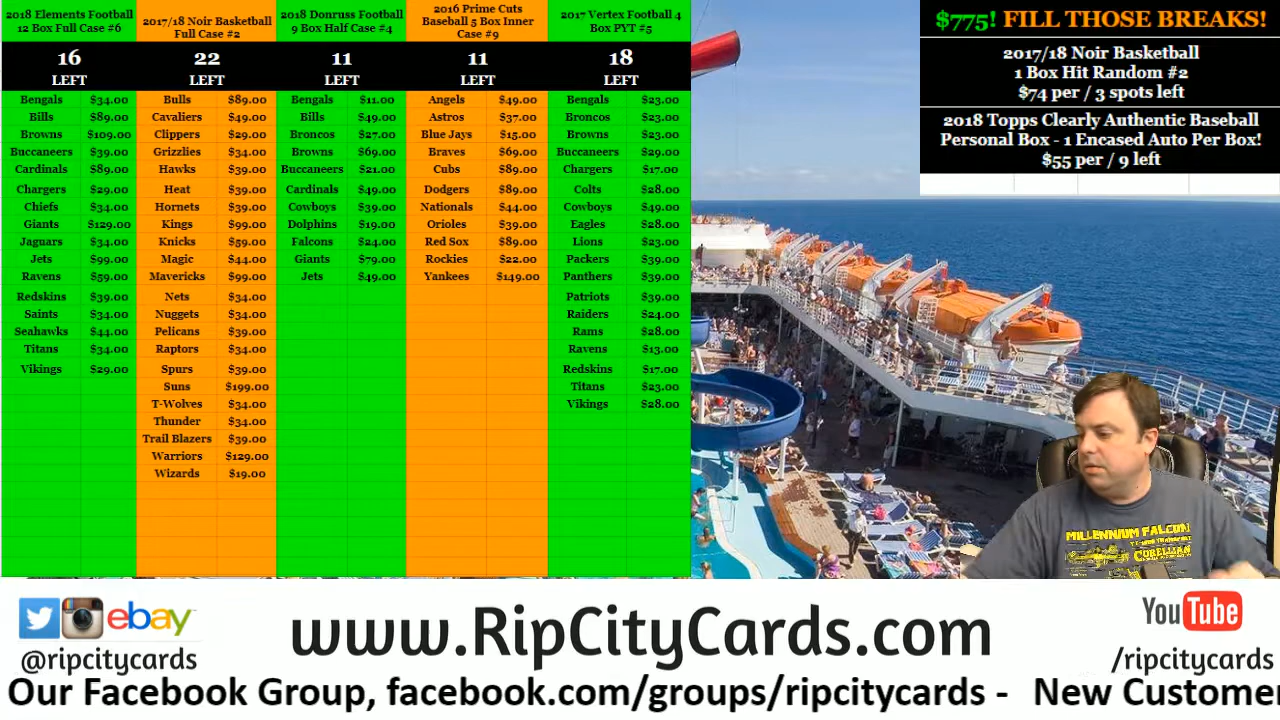 2018 Elements Football
12 Box Full Case #6
16
LEFT
Bengals $34.00
Bills $89.00
Browns $109.00
Buccaneers $39.00
Cardinals $89.00
Chargers $29.00
Chiefs $34.00
Giants $129.00
Jaguars $34.00
Jets $99.00
Ravens $59.00
Redskins $39.00
Saints $34.00
Seahawks $44.00
Titans $34.00
Vikings $29.00
2017/18 Noir Basketball
Full Case #2
22
LEFT
Bulls $89.00
Cavaliers $49.00
Clippers $29.00
Grizzlies $34.00
Hawks $39.00
Heat $39.00
Hornets $39.00
Kings $99.00
Knicks $59.00
Magic $44.00
Mavericks $99.00
Nets $34.00
Nuggets $34.00
Pelicans $39.00
Raptors $34.00
Spurs $39.00
Suns $199.00
T-Wolves $34.00
Thunder $34.00
Trail Blazers $39.00
Warriors $129.00
Wizards $19.00
2018 Donruss Football
9 Box Half Case #4
11
LEFT
Bengals $11.00
Bills $49.00
Broncos $27.00
Browns $69.00
Buccaneers $21.00
Cardinals $49.00
Cowboys $39.00
Dolphins $19.00
Falcons $24.00
Giants $79.00
Jets $49.00
2016 Prime Cuts
Baseball 5 Box Inner
Case #9
11
LEFT
Angels $49.00
Astros $37.00
Blue Jays $15.00
Braves $69.00
Cubs $89.00
Dodgers $89.00
Nationals $44.00
Orioles $39.00
Red Sox $89.00
Rockies $22.00
Yankees $149.00
2017 Vertex Football 4
Box PYT #5
18
LEFT
Bengals $23.00
Broncos $23.00
Browns $23.00
Buccaneers $29.00
Chargers $17.00
Colts $28.00
Cowboys $49.00
Eagles $28.00
Lions $23.00
Packers $39.00
Panthers $39.00
Patriots $39.00
Raiders $24.00
Rams $28.00
Ravens $13.00
Redskins $17.00
Titans $23.00
Vikings $28.00
$775! FILL THOSE BREAKS!
2017/18 Noir Basketball
1 Box Hit Random #2
$74 per / 3 spots left
2018 Topps Clearly Authentic Baseball
Personal Box - 1 Encased Auto Per Box!
$55 per / 9 left
MILLENNIUM FALCON
CORELLIAN
ebay
@ripcitycards
www.RipCityCards.com
YouTube
/ripcitycards
Our Facebook Group, facebook.com/groups/ripcitycards - New Customer